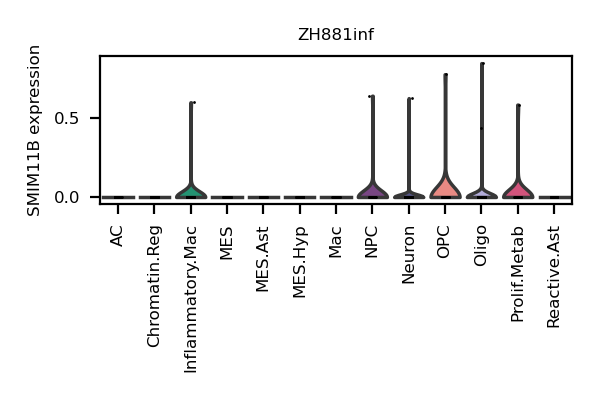 ZH881inf
SMIM11B expression
0.5
0.0
AC
Chromatin.Reg
Inflammatory.Mac
MES
MES.Ast
MES.Hyp
Mac
NPC
Neuron
OPC
Oligo
Prolif.Metab
Reactive.Ast